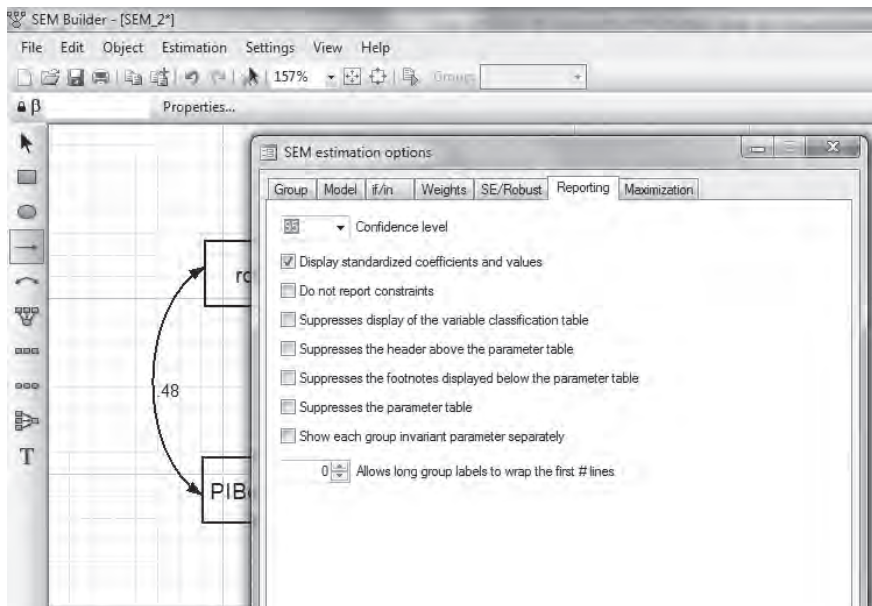 SEM Builder - [SEM_2*]
File Edit Object Estimation Settings View Help
157% Group:
β Properties...
SEM estimation options
Group Model if/in Weights SE/Robust Reporting Maximization
Confidence level
Display standardized coefficients and values
Do not report constraints
Suppresses display of the variable classification table
Suppresses the header above the parameter table
Suppresses the footnotes displayed below the parameter table
Suppresses the parameter table
Show each group invariant parameter separately
0 Allows long group labels to wrap the first # lines
.48
T